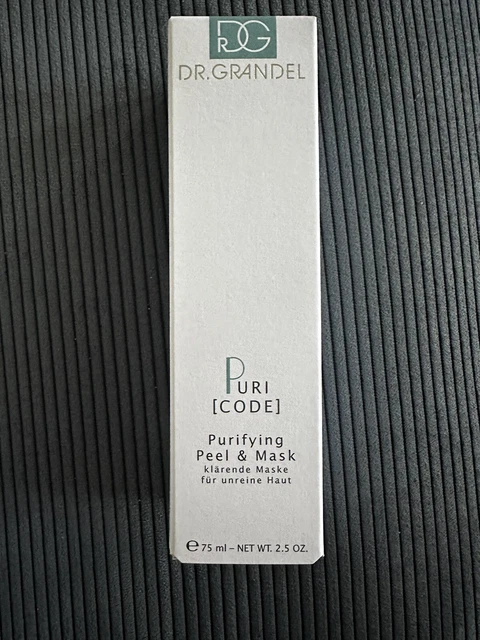 DRG
DR.GRANDEL
PURI
[CODE]
Purifying
Peel & Mask
klärende Maske
für unreine Haut
℮ 75 ml – NET WT. 2.5 OZ.